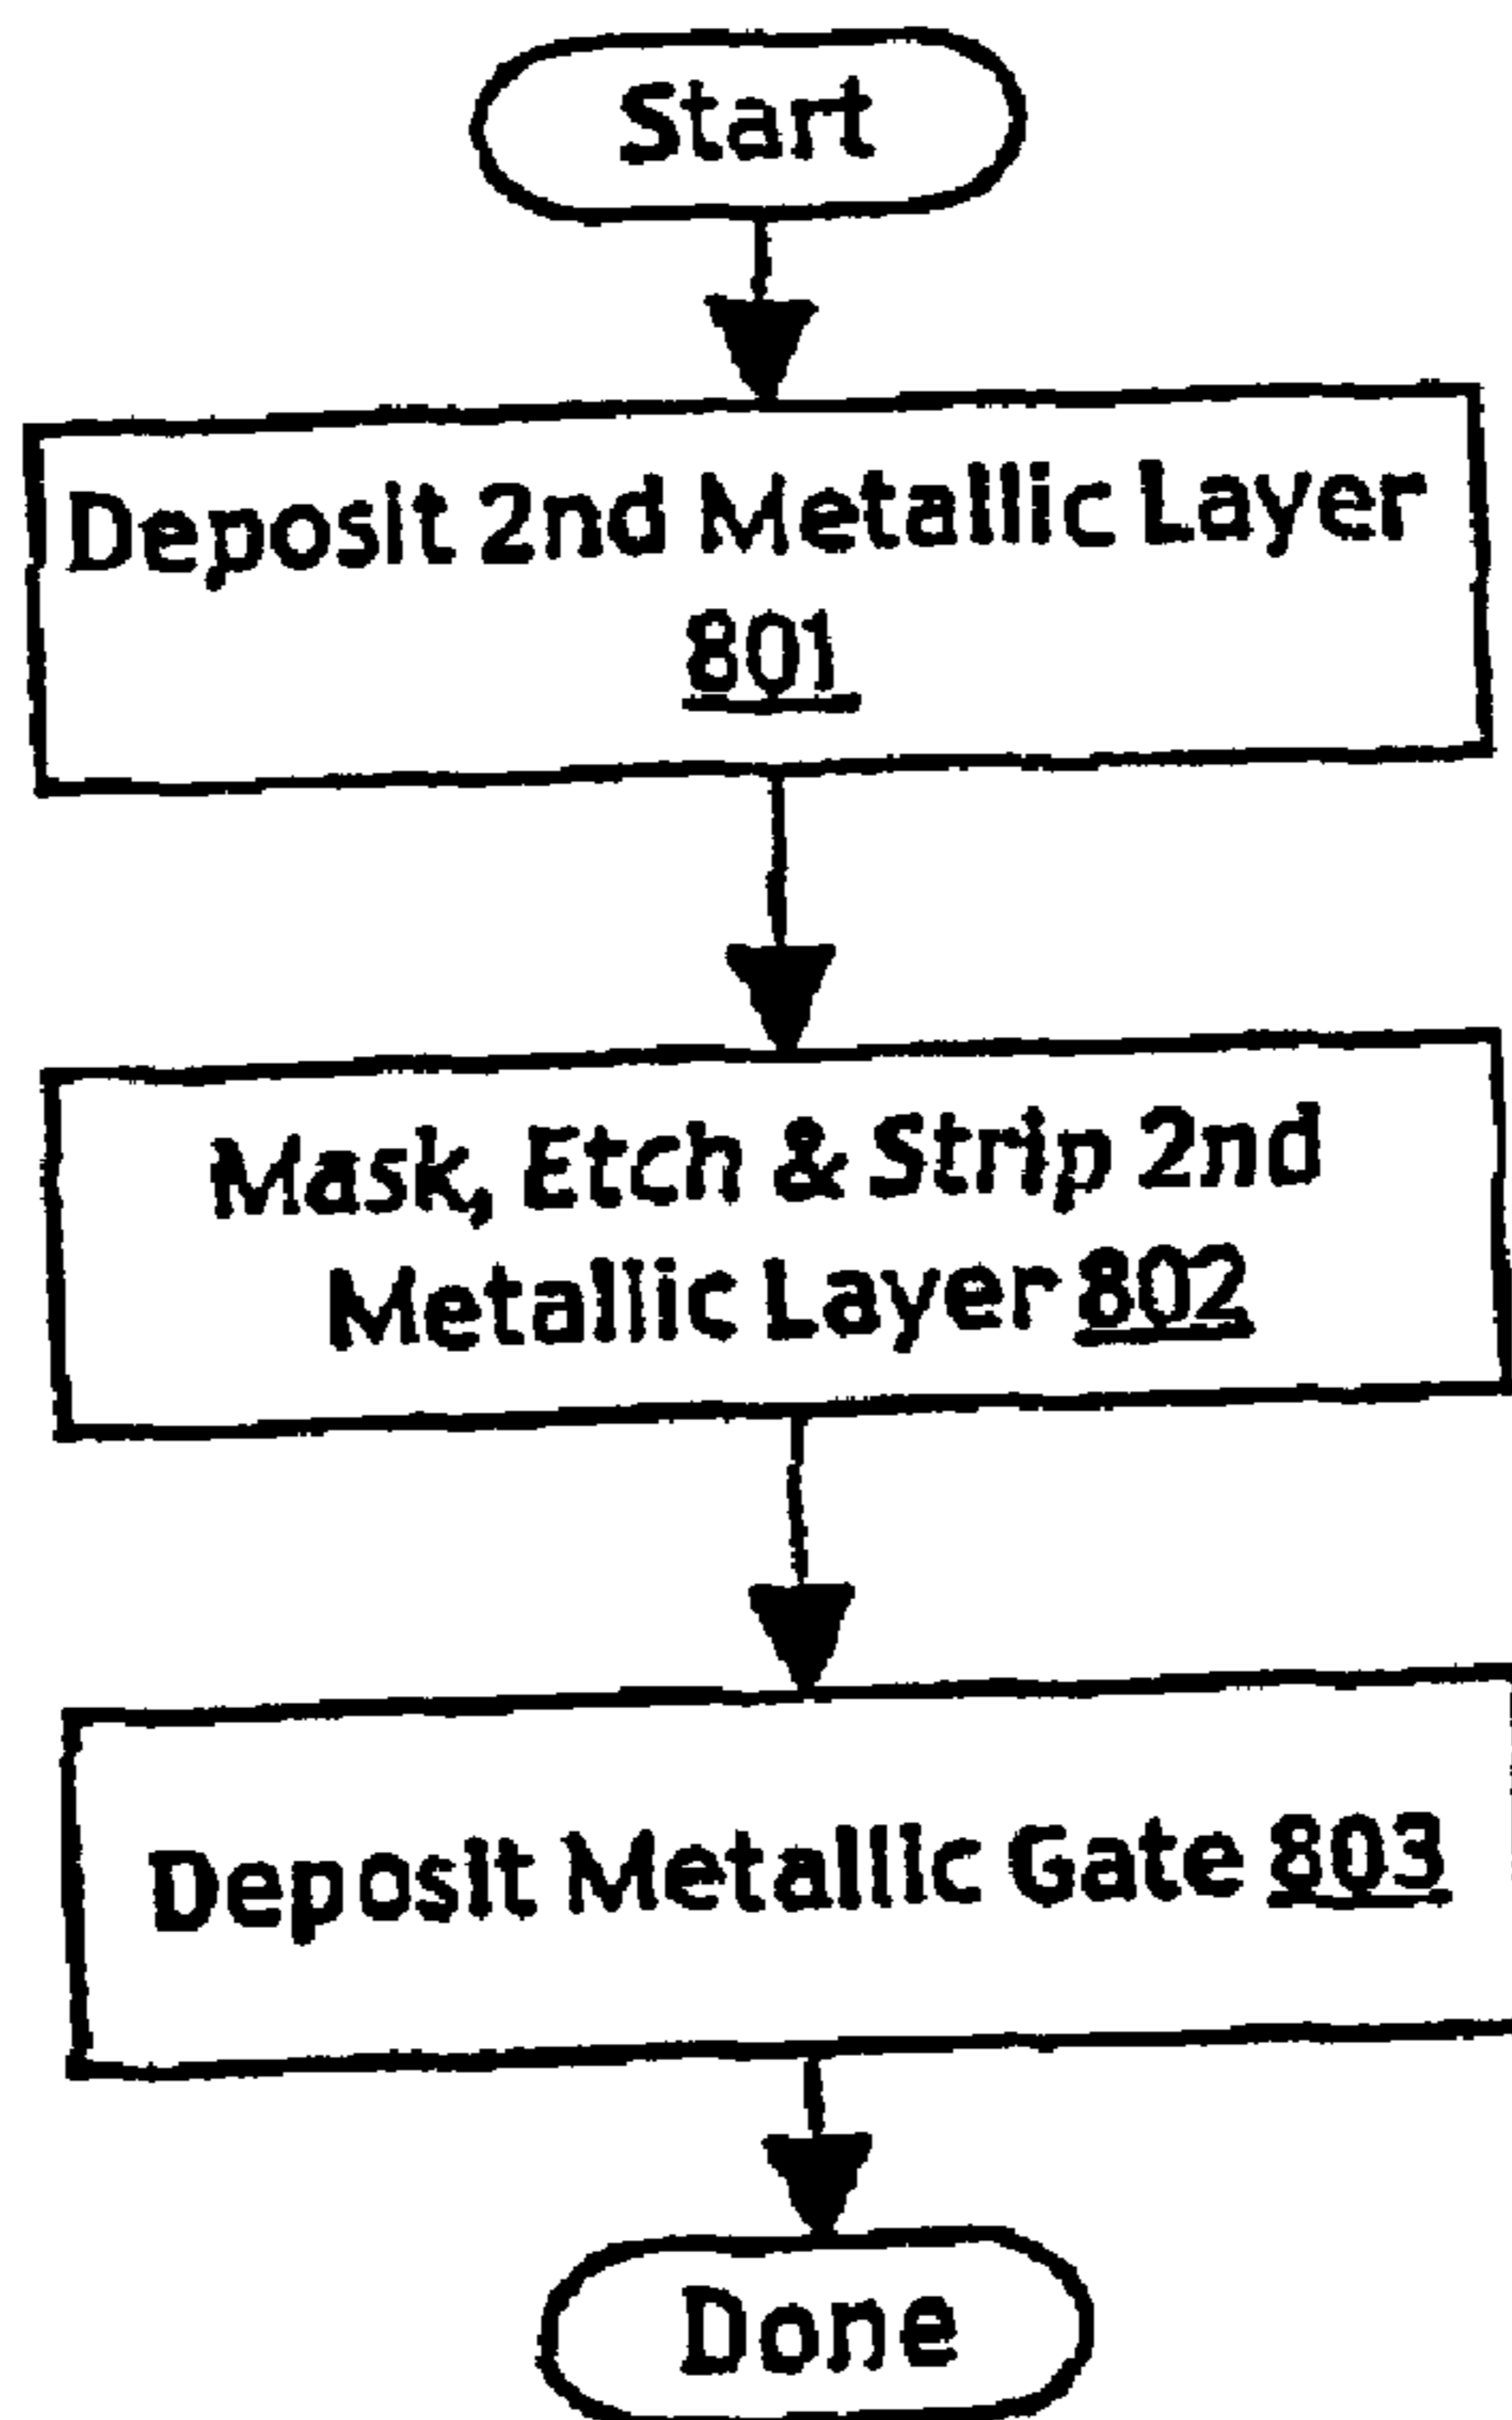 Start
Deposit 2nd Metallic Layer
801
Mask, Etch & Strip 2nd
Metallic Layer 802
Deposit Metallic Gate 803
Done